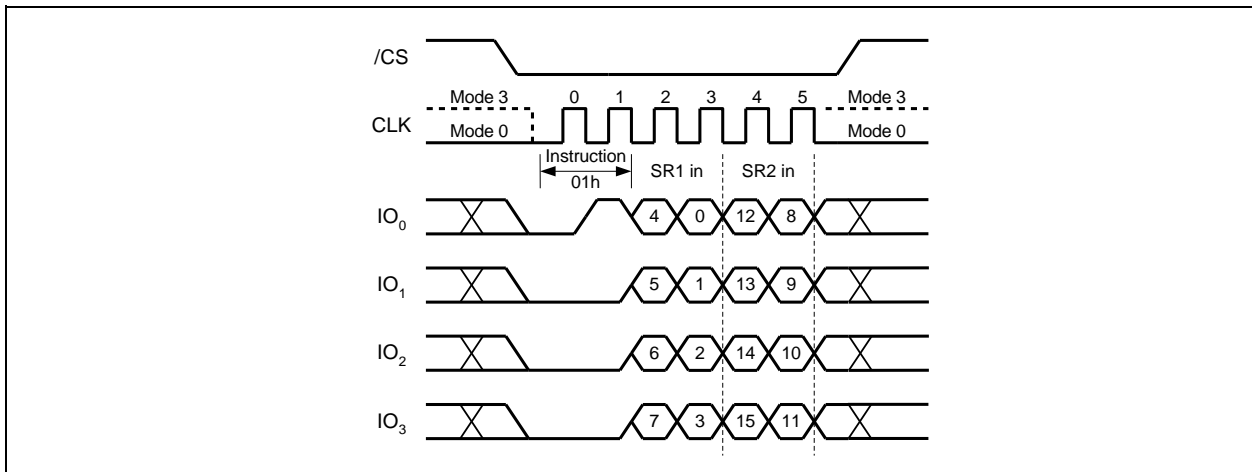 /CS
Mode 3 0 1 2 3 4 5 Mode 3
CLK
Mode 0 Mode 0
Instruction
01h SR1 in SR2 in
IO0 4 0 12 8
IO1 5 1 13 9
IO2 6 2 14 10
IO3 7 3 15 11